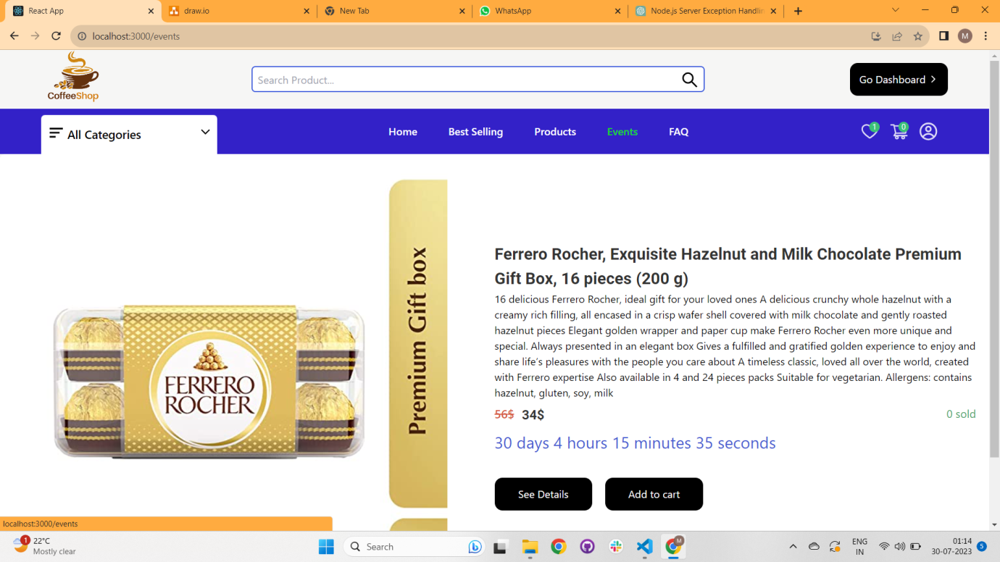 React App
draw.io
New Tab
WhatsApp
Node.js Server Exception Handlin
localhost:3000/events
M
CoffeeShop
Search Product...
Go Dashboard
All Categories
Home
Best Selling
Products
Events
FAQ
1
0
Premium Gift box
FERRERO
ROCHER
Ferrero Rocher, Exquisite Hazelnut and Milk Chocolate Premium
Gift Box, 16 pieces (200 g)
16 delicious Ferrero Rocher, ideal gift for your loved ones A delicious crunchy whole hazelnut with a
creamy rich filling, all encased in a crisp wafer shell covered with milk chocolate and gently roasted
hazelnut pieces Elegant golden wrapper and paper cup make Ferrero Rocher even more unique and
special. Always presented in an elegant box Gives a fulfilled and gratified golden experience to enjoy and
share life's pleasures with the people you care about A timeless classic, loved all over the world, created
with Ferrero expertise Also available in 4 and 24 pieces packs Suitable for vegetarian. Allergens: contains
hazelnut, gluten, soy, milk
56$ 34$
0 sold
30 days 4 hours 15 minutes 35 seconds
See Details
Add to cart
localhost:3000/events
1
22°C
Mostly clear
Search
M
ENG
IN
01:14
30-07-2023
5